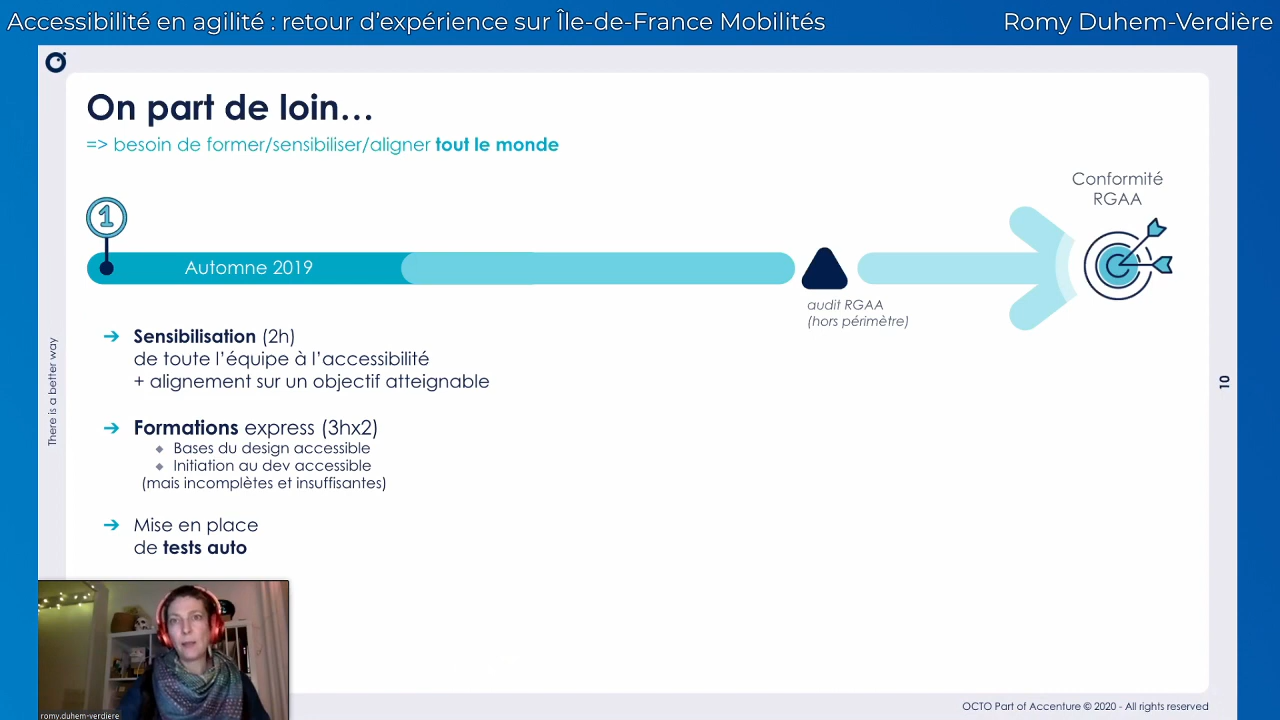 Accessibilité en agilité : retour d’expérience sur Île-de-France Mobilités
Romy Duhem-Verdière
On part de loin…
=> besoin de former/sensibiliser/aligner tout le monde
Conformité
RGAA
1
Automne 2019
audit RGAA
(hors périmètre)
➔ Sensibilisation (2h)
de toute l’équipe à l’accessibilité
+ alignement sur un objectif atteignable
➔ Formations express (3hx2)
◆ Bases du design accessible
◆ Initiation au dev accessible
(mais incomplètes et insuffisantes)
➔ Mise en place
de tests auto
There is a better way
10
romy.duhem-verdiere
OCTO Part of Accenture © 2020 - All rights reserved